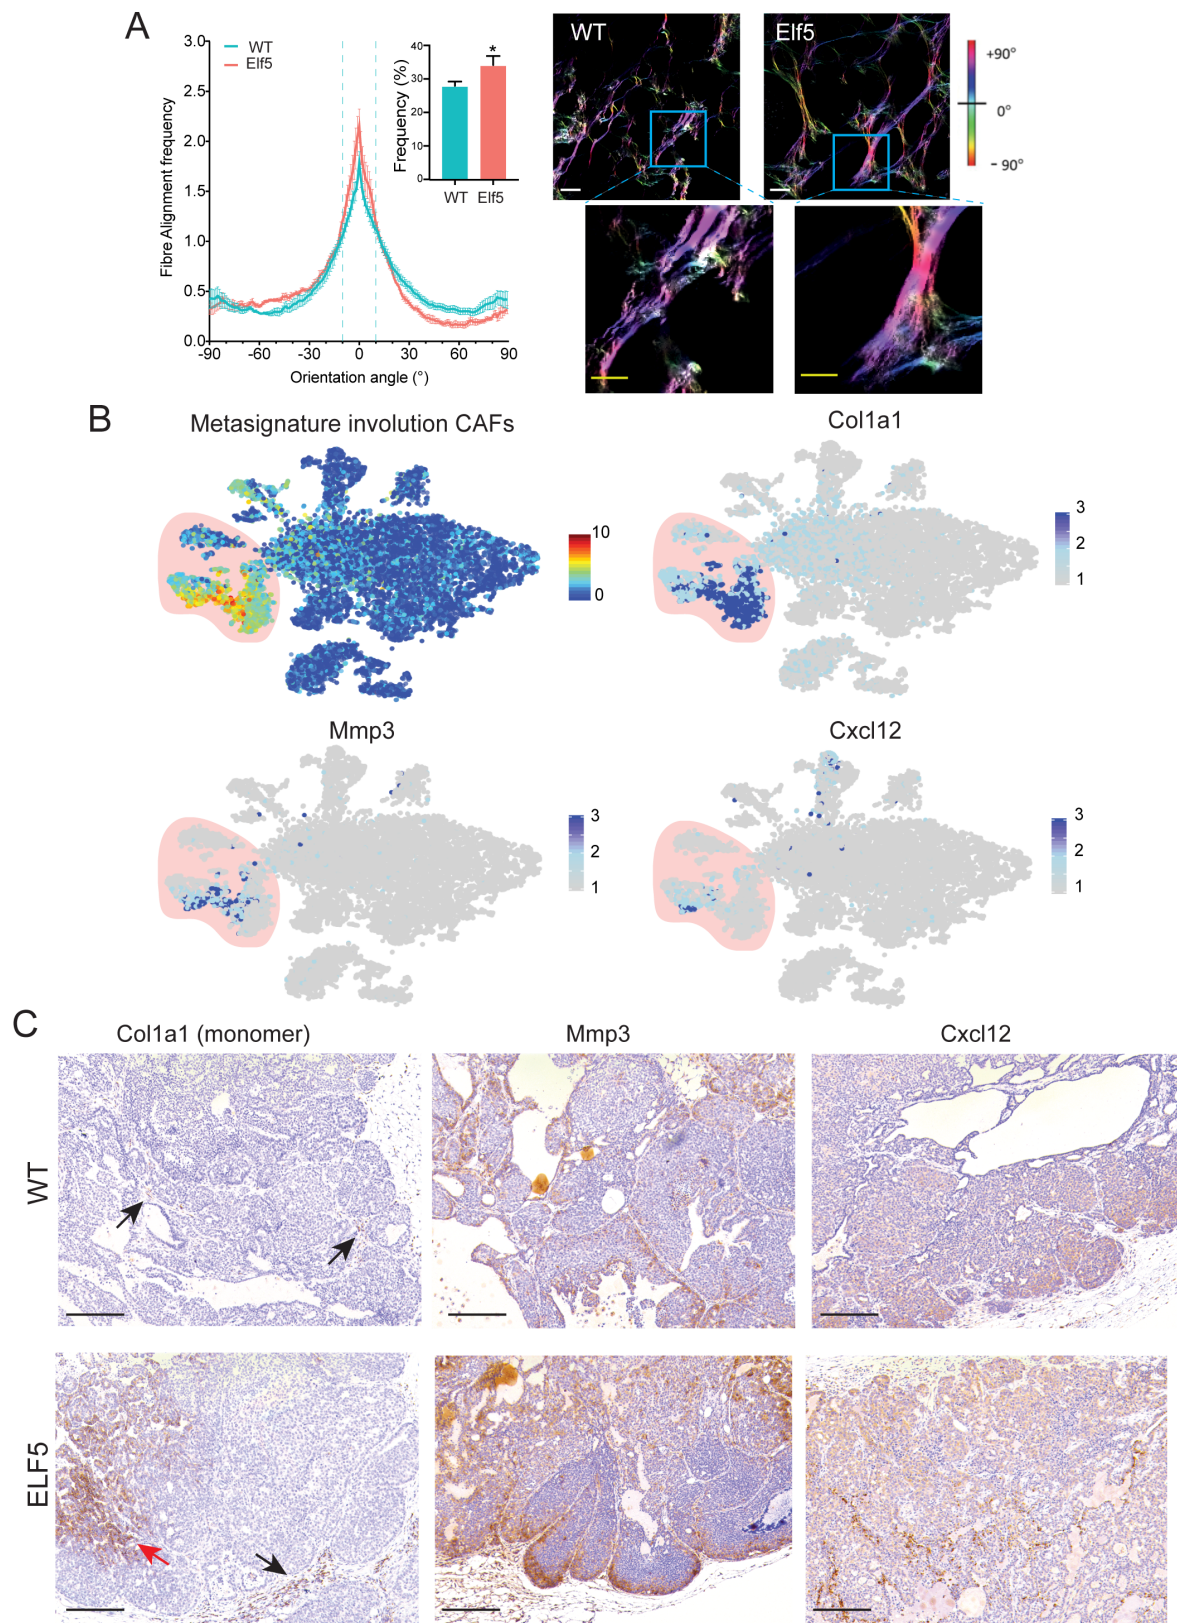 A
WT
Elf5
Fibre Alignment frequency
3.0
2.5
2.0
1.5
1.0
0.5
0.0
-90
-60
-30
0
30
60
90
Orientation angle (°)
Frequency (%)
40
30
20
10
0
*
WT
Elf5
WT
Elf5
+90°
0°
- 90°
B
Metasignature involution CAFs
10
0
Col1a1
3
2
1
Mmp3
3
2
1
Cxcl12
3
2
1
C
Col1a1 (monomer)
Mmp3
Cxcl12
WT
ELF5